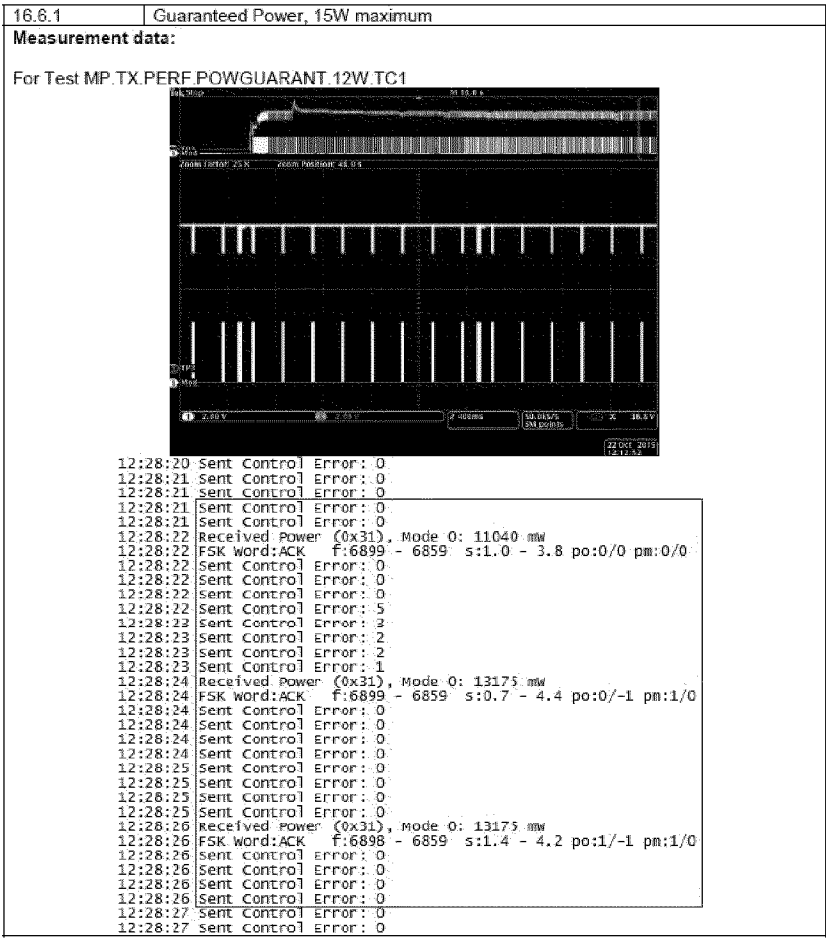 16.6.1 Guaranteed Power, 15W maximum
Measurement data:
For Test MP.TX.PERF.POWGUARANT.12W.TC1
Zoom Factor: 25 X Zoom Position: 48.0 s
2.00 V
Z 400ms
50.0kS/s
5M points
22 Oct 2015
12:12:52
12:28:20 Sent Control Error: 0
12:28:21 Sent Control Error: 0
12:28:21 Sent Control Error: 0
12:28:21 Sent Control Error: 0
12:28:21 Sent Control Error: 0
12:28:22 Received Power (0x31), Mode 0: 11040 mW
12:28:22 FSK Word:ACK f:6899 - 6859 s:1.0 - 3.8 po:0/0 pm:0/0
12:28:22 Sent Control Error: 0
12:28:22 Sent Control Error: 0
12:28:22 Sent Control Error: 0
12:28:22 Sent Control Error: 5
12:28:23 Sent Control Error: 3
12:28:23 Sent Control Error: 2
12:28:23 Sent Control Error: 2
12:28:23 Sent Control Error: 1
12:28:24 Received Power (0x31), Mode 0: 13175 mW
12:28:24 FSK Word:ACK f:6899 - 6859 s:0.7 - 4.4 po:0/-1 pm:1/0
12:28:24 Sent Control Error: 0
12:28:24 Sent Control Error: 0
12:28:24 Sent Control Error: 0
12:28:24 Sent Control Error: 0
12:28:25 Sent Control Error: 0
12:28:25 Sent Control Error: 0
12:28:25 Sent Control Error: 0
12:28:25 Sent Control Error: 0
12:28:26 Received Power (0x31), Mode 0: 13175 mW
12:28:26 FSK Word:ACK f:6898 - 6859 s:1.4 - 4.2 po:1/-1 pm:1/0
12:28:26 Sent Control Error: 0
12:28:26 Sent Control Error: 0
12:28:26 Sent Control Error: 0
12:28:26 Sent Control Error: 0
12:28:27 Sent Control Error: 0
12:28:27 Sent Control Error: 0